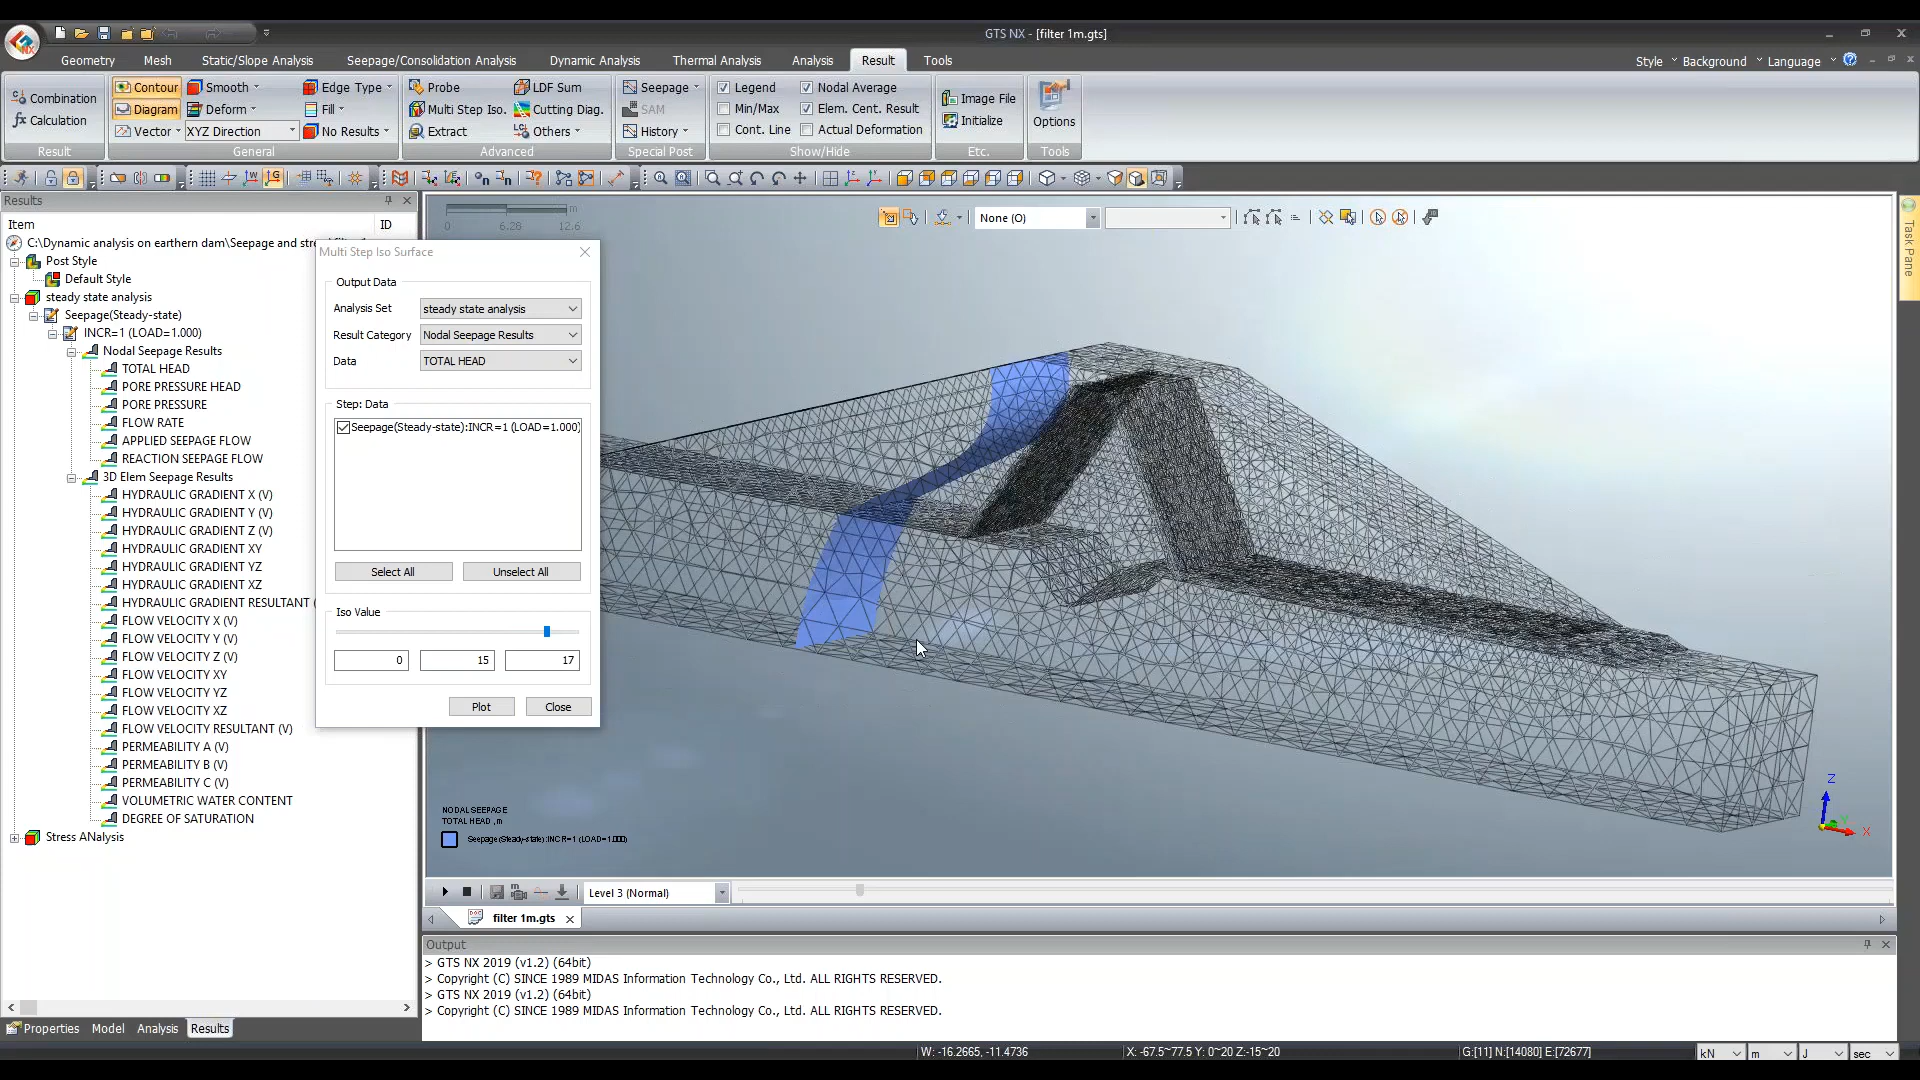 GTS NX - [filter 1m.gts]
Geometry Mesh Static/Slope Analysis Seepage/Consolidation Analysis Dynamic Analysis Thermal Analysis Analysis Result Tools
Style Background Language
Combination
Calculation
Result
Contour Smooth Edge Type
Diagram Deform Fill
Vector XYZ Direction No Results
General
Probe LDF Sum
Multi Step Iso. Cutting Diag.
Extract Others
Advanced
Seepage
SAM
History
Special Post
Legend Nodal Average
Min/Max Elem. Cent. Result
Cont. Line Actual Deformation
Show/Hide
Image File
Initialize
Etc.
Options
Tools
Results
Item ID
C:\Dynamic analysis on earthern dam\Seepage and stre
Post Style
Default Style
steady state analysis
Seepage(Steady-state)
INCR=1 (LOAD=1.000)
Nodal Seepage Results
TOTAL HEAD
PORE PRESSURE HEAD
PORE PRESSURE
FLOW RATE
APPLIED SEEPAGE FLOW
REACTION SEEPAGE FLOW
3D Elem Seepage Results
HYDRAULIC GRADIENT X (V)
HYDRAULIC GRADIENT Y (V)
HYDRAULIC GRADIENT Z (V)
HYDRAULIC GRADIENT XY
HYDRAULIC GRADIENT YZ
HYDRAULIC GRADIENT XZ
HYDRAULIC GRADIENT RESULTANT (
FLOW VELOCITY X (V)
FLOW VELOCITY Y (V)
FLOW VELOCITY Z (V)
FLOW VELOCITY XY
FLOW VELOCITY YZ
FLOW VELOCITY XZ
FLOW VELOCITY RESULTANT (V)
PERMEABILITY A (V)
PERMEABILITY B (V)
PERMEABILITY C (V)
VOLUMETRIC WATER CONTENT
DEGREE OF SATURATION
Stress ANalysis
Properties Model Analysis Results
Multi Step Iso Surface
Output Data
Analysis Set steady state analysis
Result Category Nodal Seepage Results
Data TOTAL HEAD
Step: Data
Seepage(Steady-state):INCR=1 (LOAD=1.000)
Select All Unselect All
Iso Value
0 15 17
Plot Close
m
0 6.28 12.6
None (O)
Task Pane
NODAL SEEPAGE
TOTAL HEAD , m
Seepage(Steady-state):INCR=1 (LOAD=1.000)
Z
Y
X
Level 3 (Normal)
filter 1m.gts
Output
> GTS NX 2019 (v1.2) (64bit)
> Copyright (C) SINCE 1989 MIDAS Information Technology Co., Ltd. ALL RIGHTS RESERVED.
> GTS NX 2019 (v1.2) (64bit)
> Copyright (C) SINCE 1989 MIDAS Information Technology Co., Ltd. ALL RIGHTS RESERVED.
W: -16.2665, -11.4736 X: -67.5~77.5 Y: 0~20 Z:-15~20 G:[11] N:[14080] E:[72677] kN m J sec